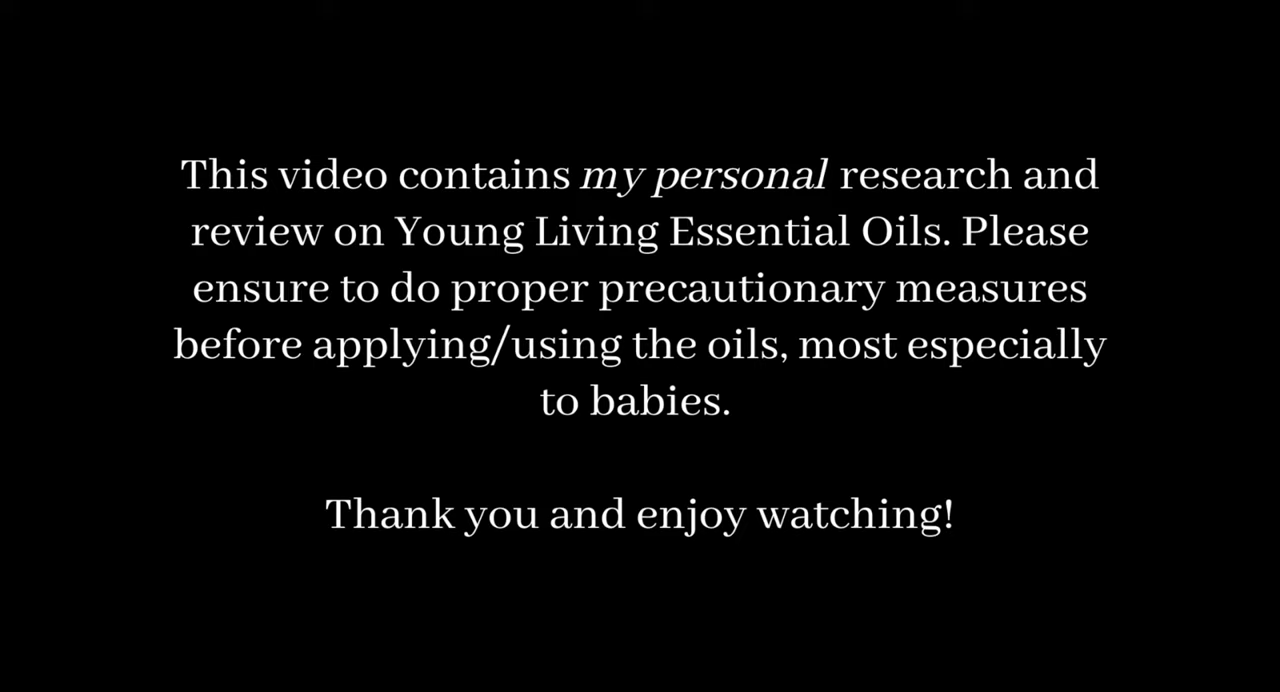 This video contains my personal research and
review on Young Living Essential Oils. Please
ensure to do proper precautionary measures
before applying/using the oils, most especially
to babies.
Thank you and enjoy watching!